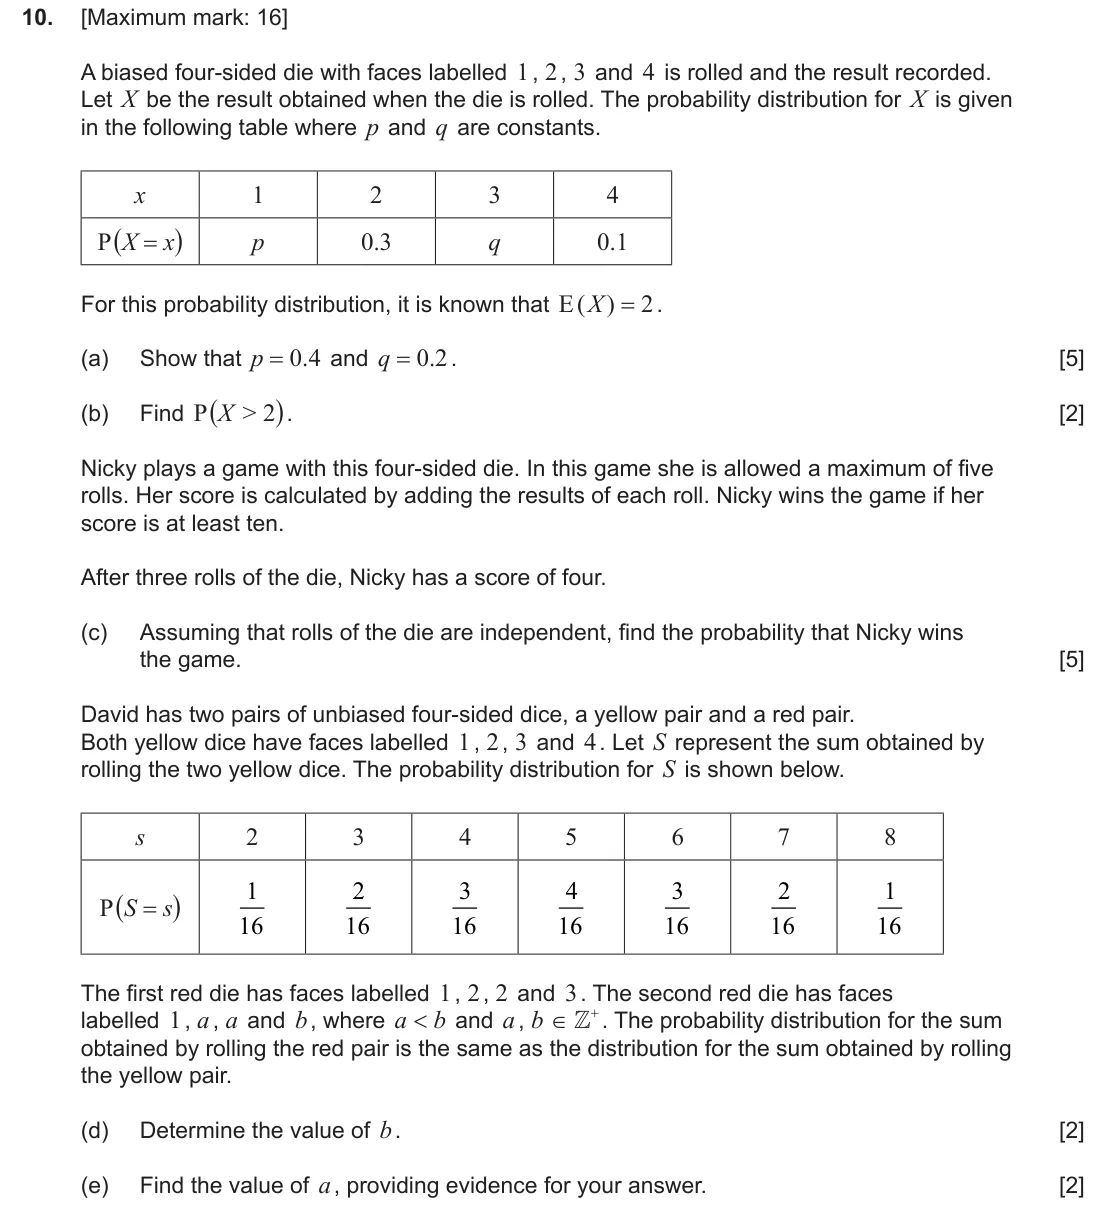 10. [Maximum mark: 16]
A biased four-sided die with faces labelled 1, 2, 3 and 4 is rolled and the result recorded.
Let X be the result obtained when the die is rolled. The probability distribution for X is given
in the following table where p and q are constants.
x 1 2 3 4
P(X = x) p 0.3 q 0.1
For this probability distribution, it is known that E(X) = 2.
(a) Show that p = 0.4 and q = 0.2. [5]
(b) Find P(X > 2). [2]
Nicky plays a game with this four-sided die. In this game she is allowed a maximum of five
rolls. Her score is calculated by adding the results of each roll. Nicky wins the game if her
score is at least ten.
After three rolls of the die, Nicky has a score of four.
(c) Assuming that rolls of the die are independent, find the probability that Nicky wins
the game. [5]
David has two pairs of unbiased four-sided dice, a yellow pair and a red pair.
Both yellow dice have faces labelled 1, 2, 3 and 4. Let S represent the sum obtained by
rolling the two yellow dice. The probability distribution for S is shown below.
s 2 3 4 5 6 7 8
P(S = s) 1/16 2/16 3/16 4/16 3/16 2/16 1/16
The first red die has faces labelled 1, 2, 2 and 3. The second red die has faces
labelled 1, a, a and b, where a < b and a, b ∈ ℤ⁺. The probability distribution for the sum
obtained by rolling the red pair is the same as the distribution for the sum obtained by rolling
the yellow pair.
(d) Determine the value of b. [2]
(e) Find the value of a, providing evidence for your answer. [2]